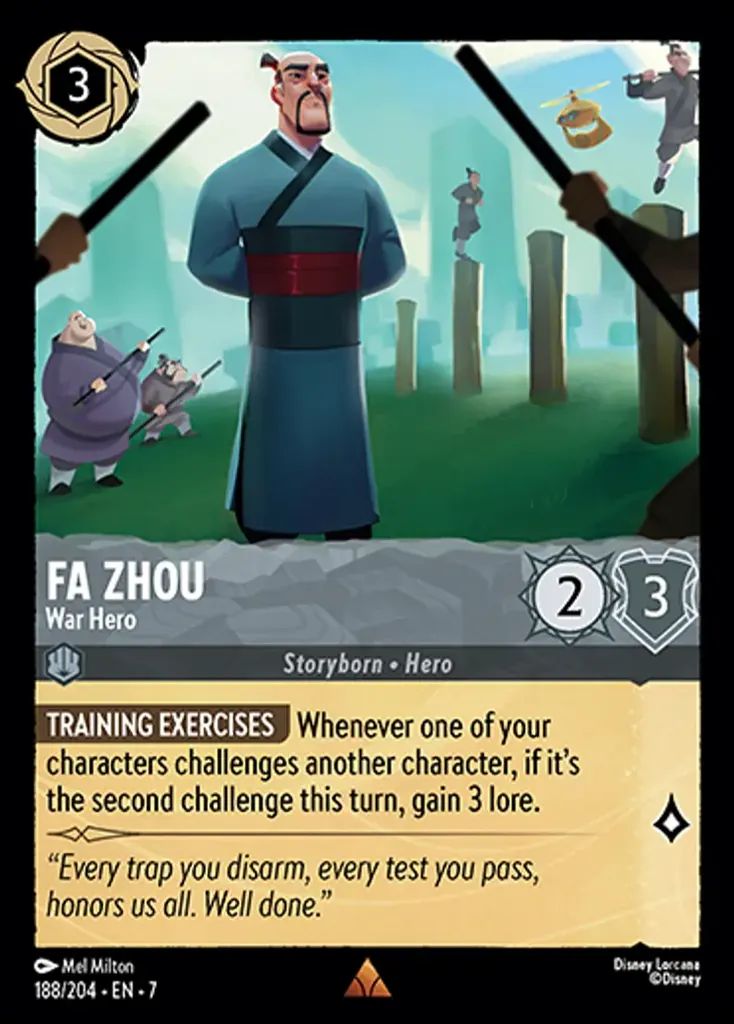 3
FA ZHOU
War Hero
2
3
Storyborn • Hero
TRAINING EXERCISES Whenever one of your
characters challenges another character, if it's
the second challenge this turn, gain 3 lore.
“Every trap you disarm, every test you pass,
honors us all. Well done.”
Mel Milton
188/204 • EN • 7
Disney Lorcana
©Disney